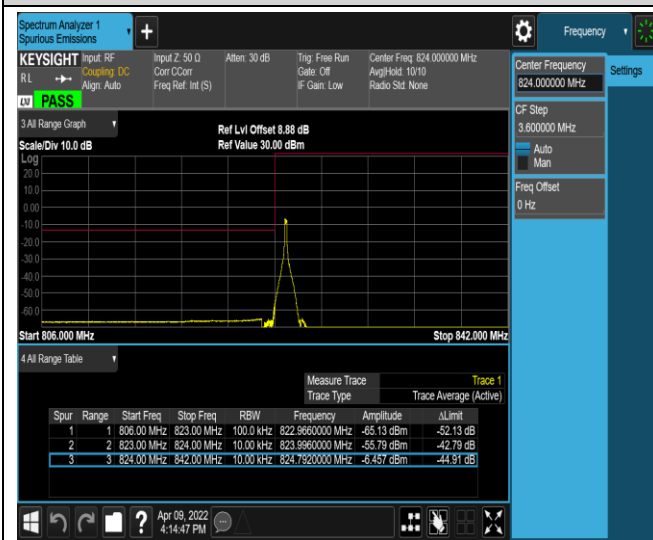 Spectrum Analyzer 1
Spurious Emissions
Frequency
KEYSIGHT
RL
LXI PASS
Input: RF
Coupling: DC
Align: Auto
Input Z: 50 Ω
Corr CCorr
Freq Ref: Int (S)
Atten: 30 dB
Trig: Free Run
Gate: Off
IF Gain: Low
Center Freq: 824.000000 MHz
Avg|Hold: 10/10
Radio Std: None
Center Frequency
824.000000 MHz
Settings
CF Step
3.600000 MHz
Auto
Man
Freq Offset
0 Hz
3 All Range Graph
Scale/Div 10.0 dB
Ref Lvl Offset 8.88 dB
Ref Value 30.00 dBm
Log
20.0
10.0
0.00
-10.0
-20.0
-30.0
-40.0
-50.0
-60.0
Start 806.000 MHz
Stop 842.000 MHz
4 All Range Table
Measure Trace Trace 1
Trace Type Trace Average (Active)
Spur Range Start Freq Stop Freq RBW Frequency Amplitude ΔLimit
1 1 806.00 MHz 823.00 MHz 100.0 kHz 822.9660000 MHz -65.13 dBm -52.13 dB
2 2 823.00 MHz 824.00 MHz 10.00 kHz 823.9960000 MHz -55.79 dBm -42.79 dB
3 3 824.00 MHz 842.00 MHz 10.00 kHz 824.7920000 MHz -6.457 dBm -44.91 dB
Apr 09, 2022
4:14:47 PM